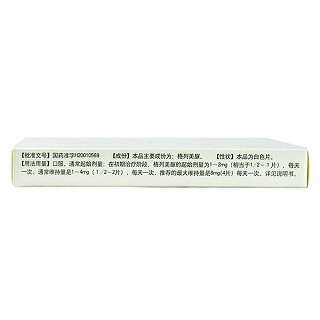 【批准文号】国药准字H20010569 【成份】本品主要成份为：格列美脲。 【性状】本品为白色片。
【用法用量】口服，通常起始剂量：在初期治疗阶段，格列美脲的起始剂量为1～2mg（相当于1/2～1片），每天
一次。通常维持量是1～4mg（1/2～2片），每天一次，推荐的最大维持量是8mg(4片)每天一次。详见说明书。